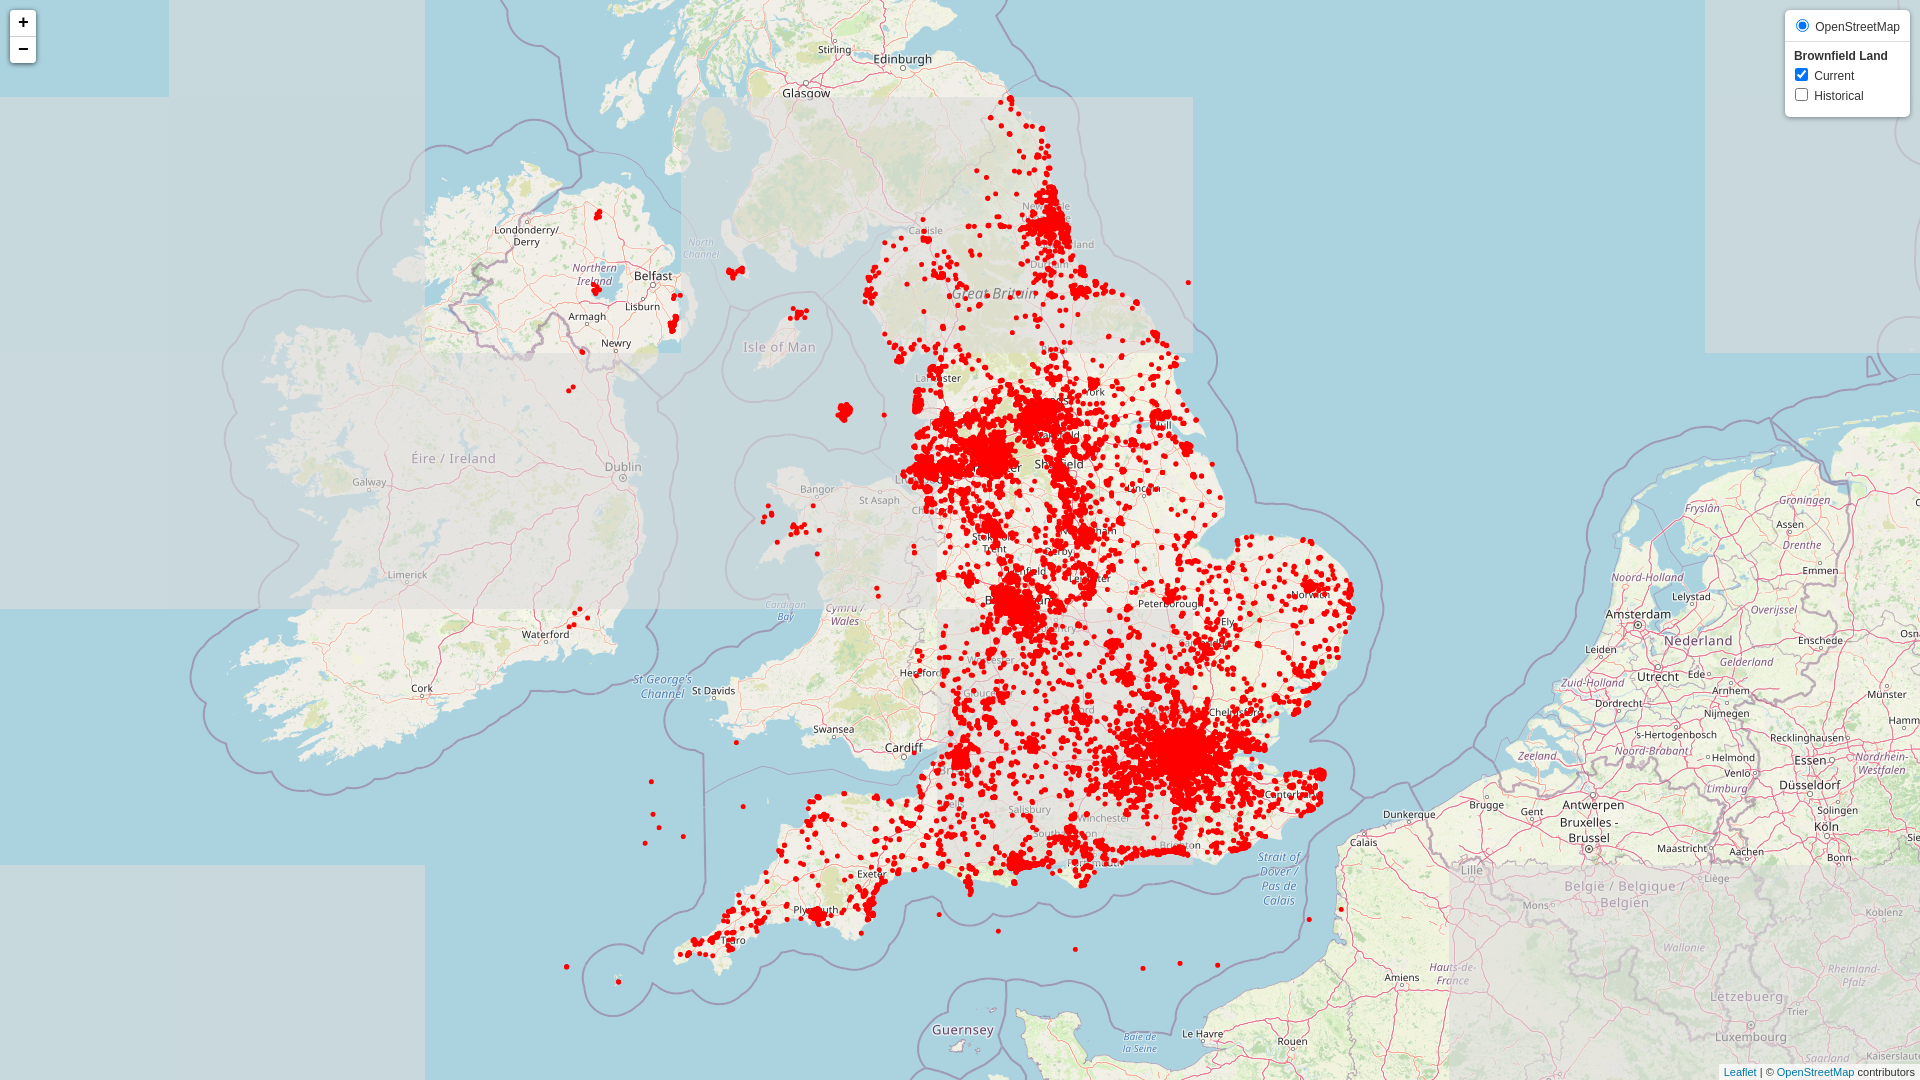 +
−
OpenStreetMap
Brownfield Land
Current
Historical
Stirling
Edinburgh
Glasgow
Londonderry/
Derry
Northern
Ireland
Belfast
Lisburn
Armagh
Newry
North
Channel
Carlisle
Great Britain
Isle of Man
York
Éire / Ireland
Dublin
Galway
Limerick
Waterford
Cork
Bangor
St Asaph
Sheffield
Lincoln
Derby
Trent
Leicester
Norwich
Peterborough
Ely
Cardigan
Bay
Cymru /
Wales
Worcester
Hereford
St George's
Channel
St Davids
Swansea
Cardiff
Chelmsford
Salisbury
Winchester
Southampton
Portsmouth
Brighton
Canterbury
Exeter
Plymouth
Truro
Strait of
Dover /
Pas de
Calais
Guernsey
Baie de
la Seine
Le Havre
Rouen
Amiens
Hauts-de-
France
Calais
Dunkerque
Lille
Brugge
Gent
Antwerpen
Bruxelles -
Brussel
België / Belgique /
Belgien
Mons
Liège
Wallonie
Maastricht
Aachen
Köln
Bonn
Koblenz
Düsseldorf
Solingen
Essen
Recklinghausen
Nordrhein-
Westfalen
Venlo
Helmond
Limburg
's-Hertogenbosch
Noord-Brabant
Zeeland
Dordrecht
Nijmegen
Arnhem
Ede
Utrecht
Gelderland
Zuid-Holland
Leiden
Amsterdam
Nederland
Noord-Holland
Lelystad
Overijssel
Enschede
Emmen
Drenthe
Assen
Groningen
Fryslân
Münster
Rheinland-
Pfalz
Trier
Lëtzebuerg
Luxembourg
Saarland
Leaflet | © OpenStreetMap contributors